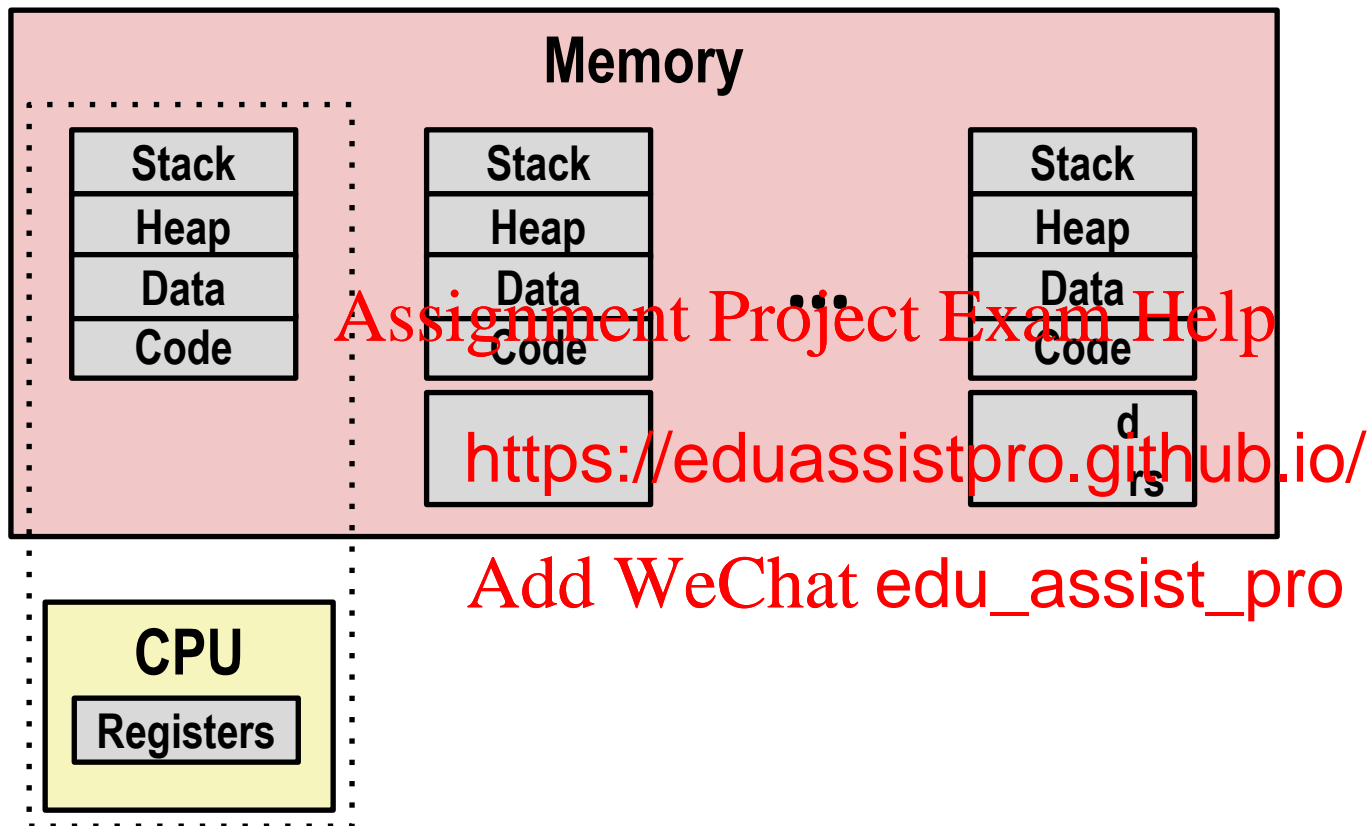 Memory
Stack Stack Stack
Heap Heap Heap
Data Data ... Data
Assignment Project Exam Help
Code Code Code
d
https://eduassistpro.github.io/
rs
Add WeChat edu_assist_pro
CPU
Registers